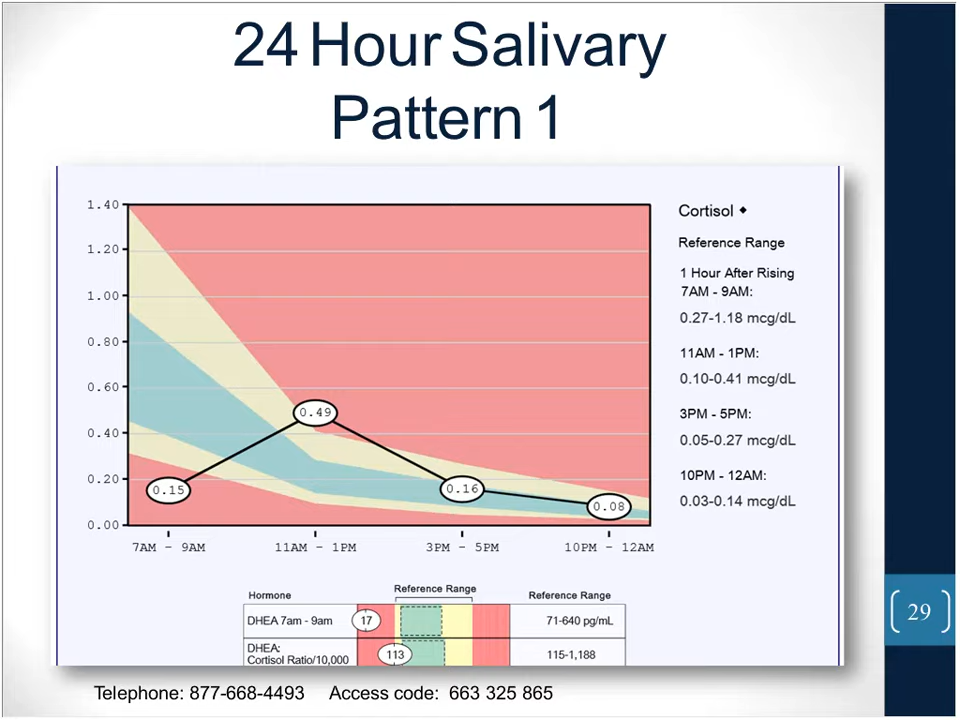 24 Hour Salivary
Pattern 1
1.40
1.20
1.00
0.80
0.60
0.40
0.20
0.00
0.15
0.49
0.16
0.08
7AM - 9AM
11AM - 1PM
3PM - 5PM
10PM - 12AM
Cortisol ◆
Reference Range
1 Hour After Rising
7AM - 9AM:
0.27-1.18 mcg/dL
11AM - 1PM:
0.10-0.41 mcg/dL
3PM - 5PM:
0.05-0.27 mcg/dL
10PM - 12AM:
0.03-0.14 mcg/dL
Hormone
Reference Range
Reference Range
DHEA 7am - 9am
17
71-640 pg/mL
DHEA:
Cortisol Ratio/10,000
113
115-1,188
29
Telephone: 877-668-4493 Access code: 663 325 865